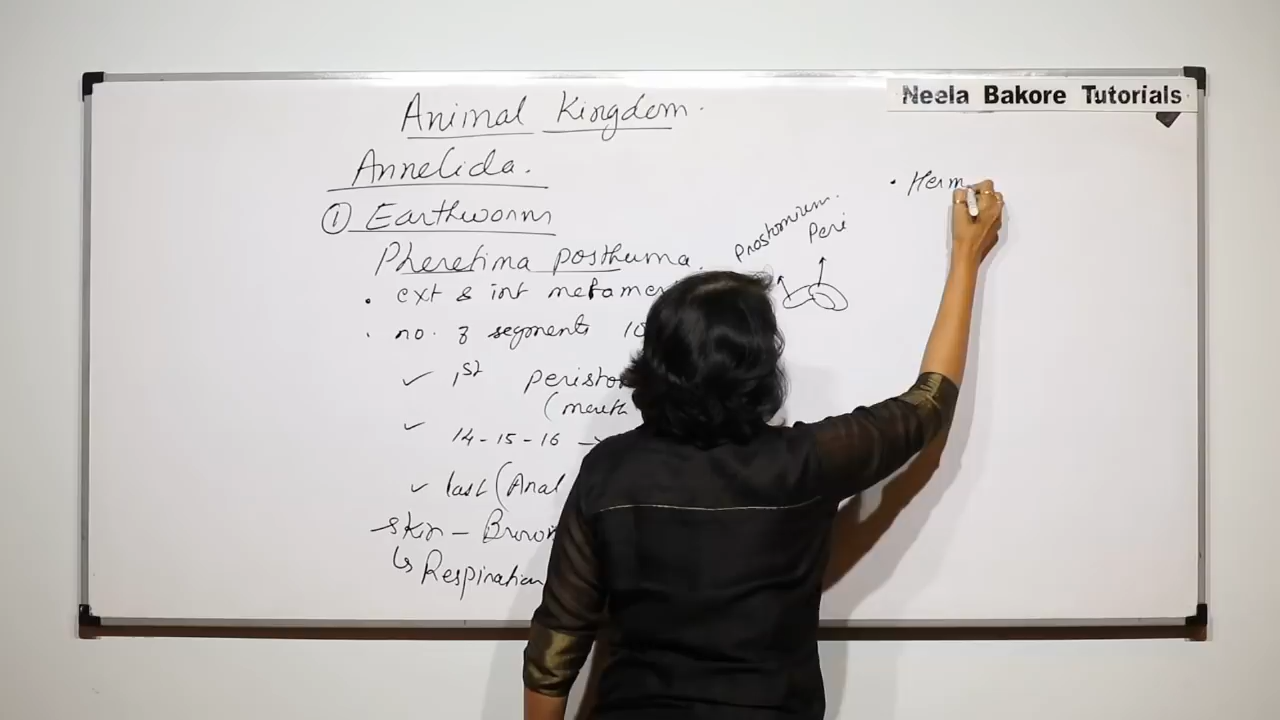 Neela Bakore Tutorials
Animal Kingdom.
Annelida.
① Earthworm
Pheretima posthuma.
• ext & int metamer
• no. of segments 10
✓ 1st peristo
(mouth
✓ 14-15-16 →
✓ last (Anal
skin - Brown
↳ Respiration
Prostomium.
Peri
• Herm